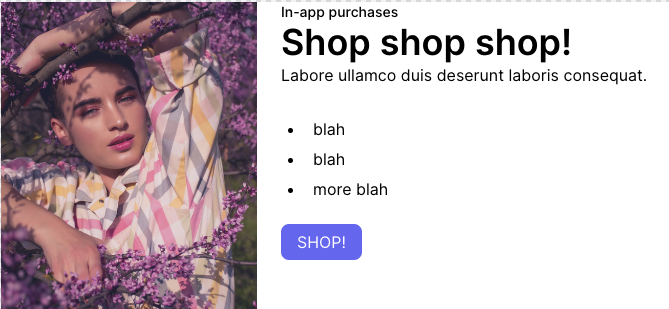 In-app purchases
Shop shop shop!
Labore ullamco duis deserunt laboris consequat.
blah
blah
more blah
SHOP!